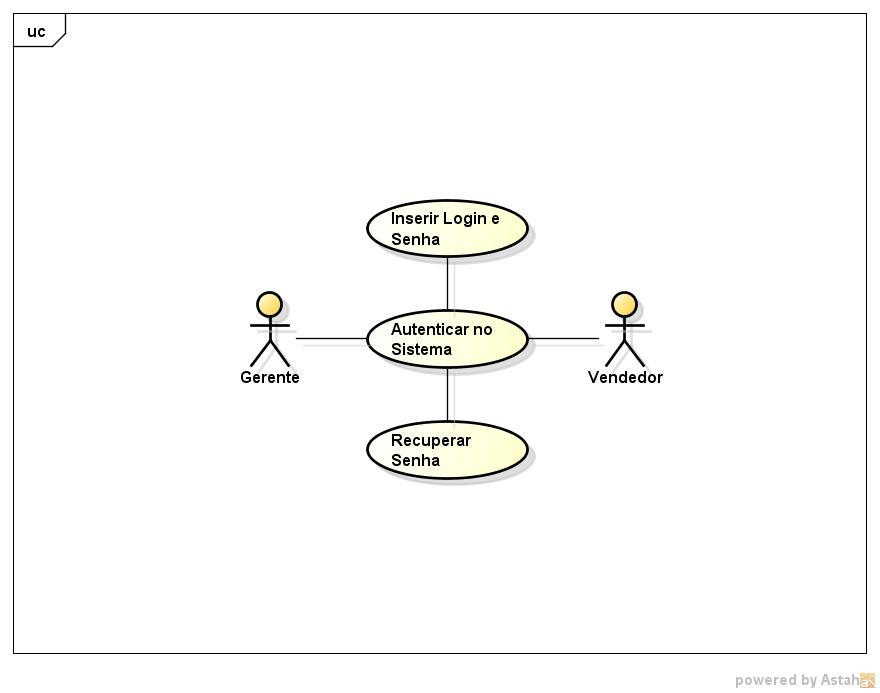 uc
Inserir Login e
Senha
Autenticar no
Sistema
Gerente
Vendedor
Recuperar
Senha
powered by Astah